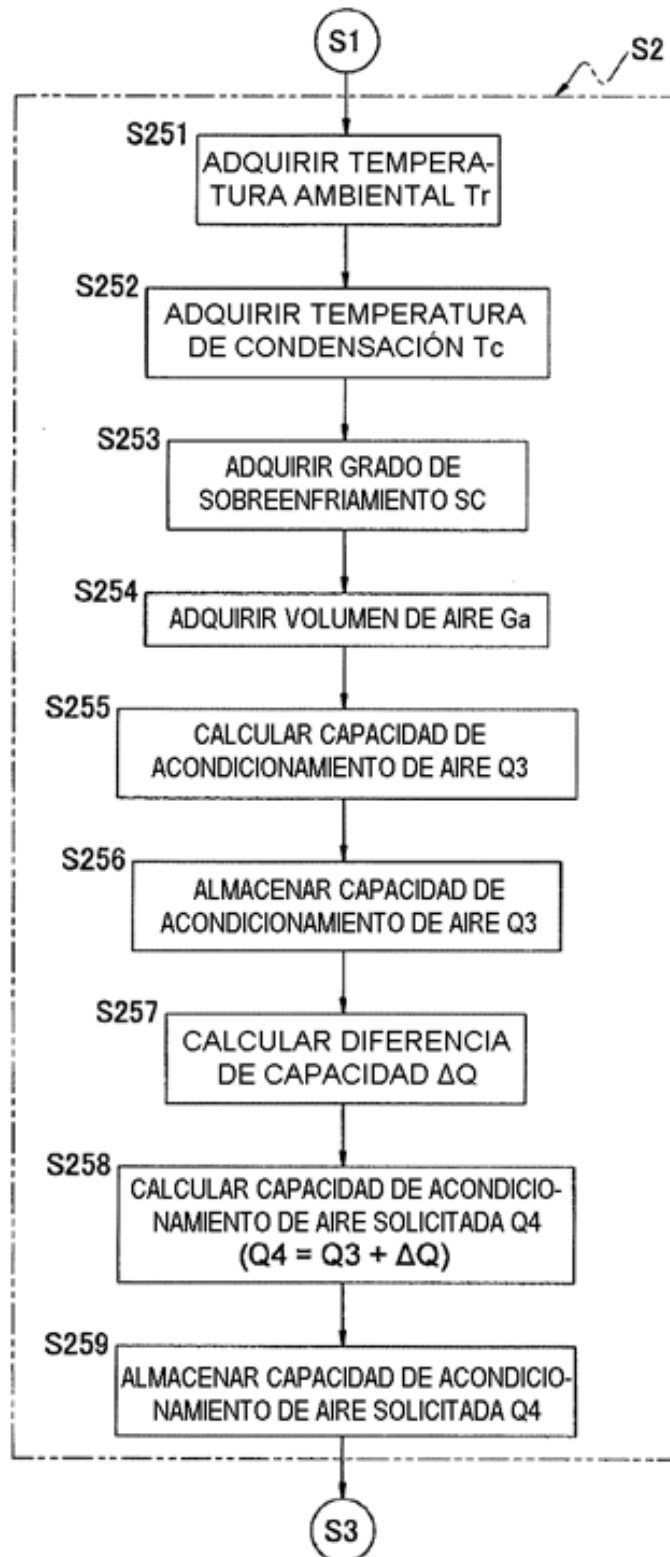 S1
S2
S251
ADQUIRIR TEMPERA-
TURA AMBIENTAL Tr
S252
ADQUIRIR TEMPERATURA
DE CONDENSACIÓN Tc
S253
ADQUIRIR GRADO DE
SOBREENFRIAMIENTO SC
S254
ADQUIRIR VOLUMEN DE AIRE Ga
S255
CALCULAR CAPACIDAD DE
ACONDICIONAMIENTO DE AIRE Q3
S256
ALMACENAR CAPACIDAD DE
ACONDICIONAMIENTO DE AIRE Q3
S257
CALCULAR DIFERENCIA
DE CAPACIDAD ΔQ
S258
CALCULAR CAPACIDAD DE ACONDICIO-
NAMIENTO DE AIRE SOLICITADA Q4
(Q4 = Q3 + ΔQ)
S259
ALMACENAR CAPACIDAD DE ACONDICIO-
NAMIENTO DE AIRE SOLICITADA Q4
S3